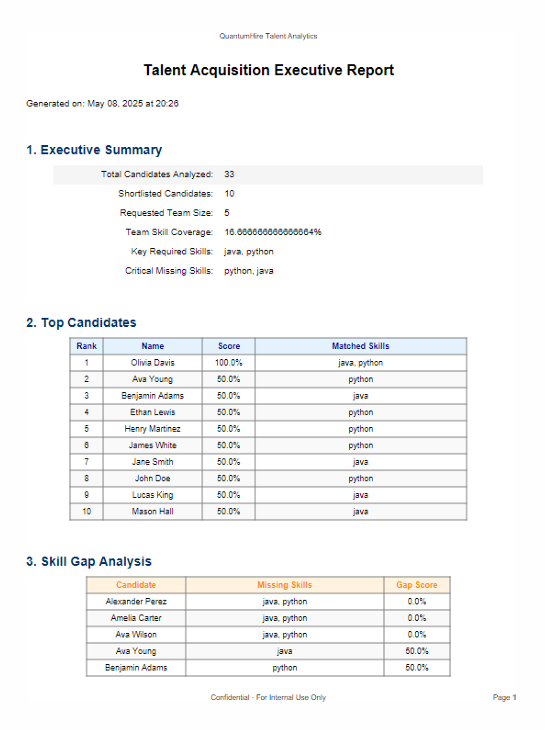 QuantumHire Talent Analytics
Talent Acquisition Executive Report
Generated on: May 08, 2025 at 20:26
1. Executive Summary
Total Candidates Analyzed: 33
Shortlisted Candidates: 10
Requested Team Size: 5
Team Skill Coverage: 16.666666666666664%
Key Required Skills: java, python
Critical Missing Skills: python, java
2. Top Candidates
Rank Name Score Matched Skills
1 Olivia Davis 100.0% java, python
2 Ava Young 50.0% python
3 Benjamin Adams 50.0% java
4 Ethan Lewis 50.0% python
5 Henry Martinez 50.0% python
6 James White 50.0% python
7 Jane Smith 50.0% java
8 John Doe 50.0% python
9 Lucas King 50.0% java
10 Mason Hall 50.0% java
3. Skill Gap Analysis
Candidate Missing Skills Gap Score
Alexander Perez java, python 0.0%
Amelia Carter java, python 0.0%
Ava Wilson java, python 0.0%
Ava Young java 50.0%
Benjamin Adams python 50.0%
Confidential - For Internal Use Only Page 1